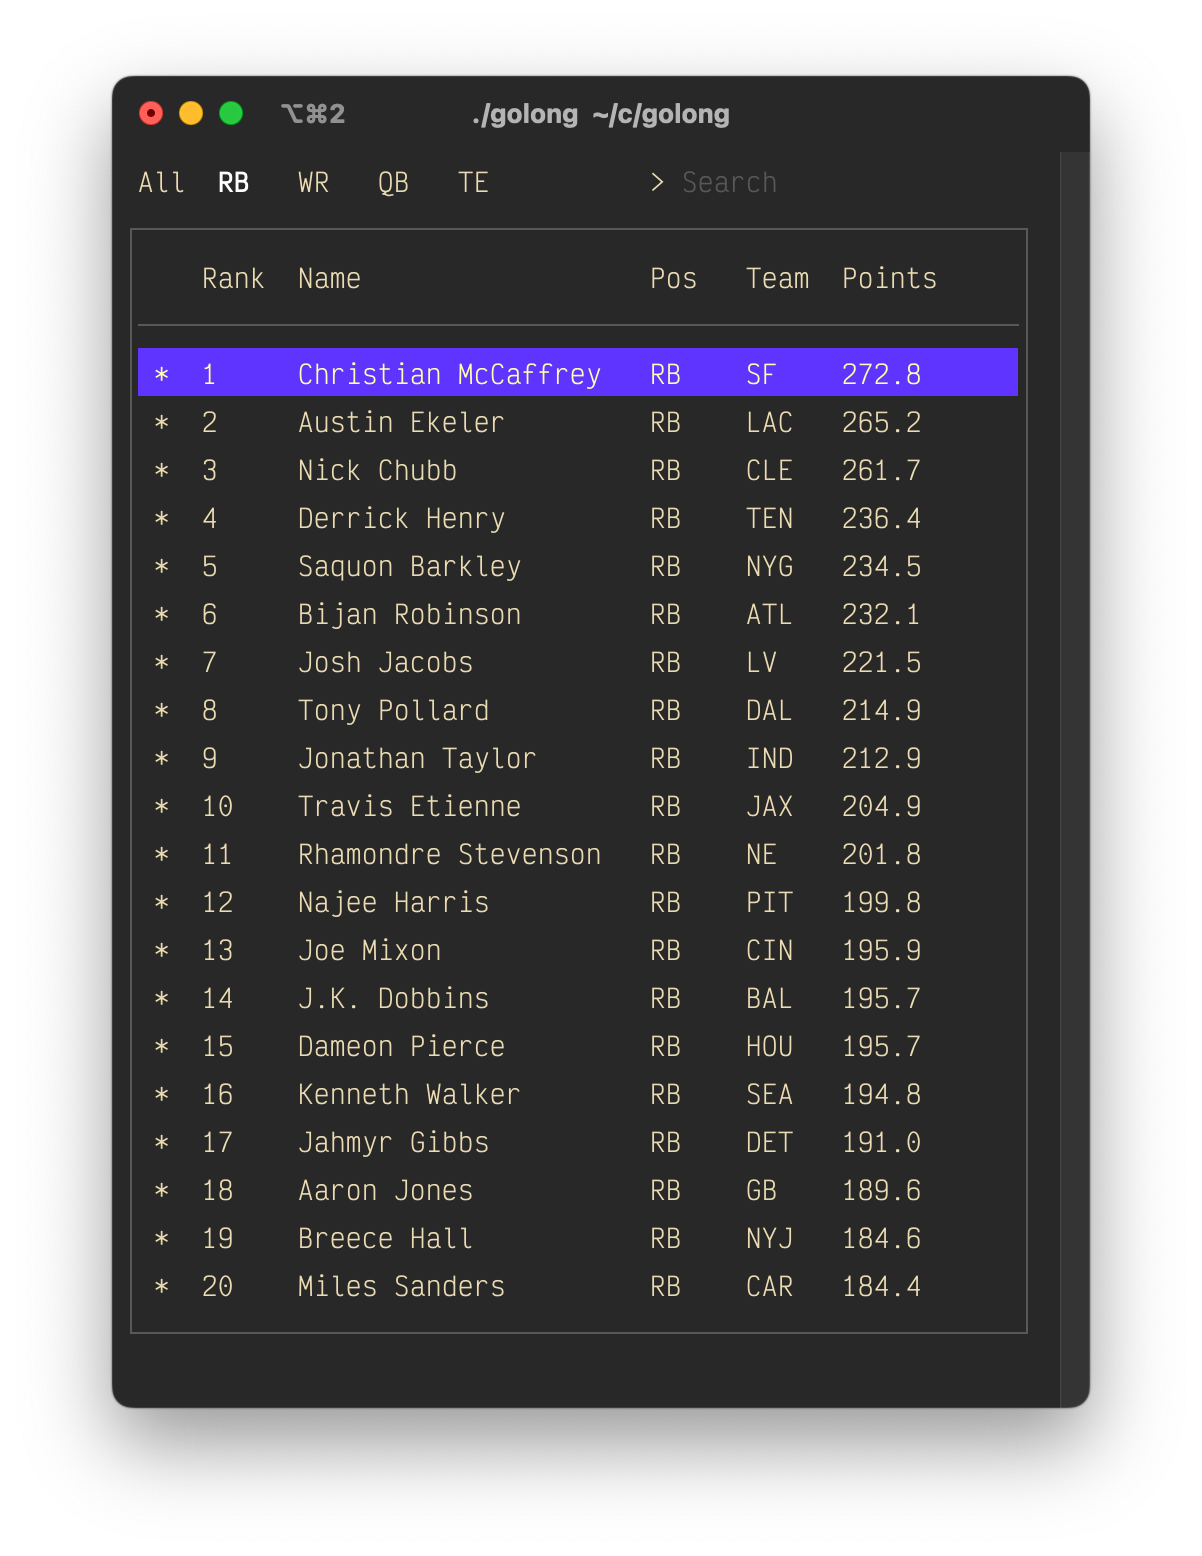 ⌥⌘2 ./golong ~/c/golong
All RB WR QB TE > Search
Rank Name Pos Team Points
* 1 Christian McCaffrey RB SF 272.8
* 2 Austin Ekeler RB LAC 265.2
* 3 Nick Chubb RB CLE 261.7
* 4 Derrick Henry RB TEN 236.4
* 5 Saquon Barkley RB NYG 234.5
* 6 Bijan Robinson RB ATL 232.1
* 7 Josh Jacobs RB LV 221.5
* 8 Tony Pollard RB DAL 214.9
* 9 Jonathan Taylor RB IND 212.9
* 10 Travis Etienne RB JAX 204.9
* 11 Rhamondre Stevenson RB NE 201.8
* 12 Najee Harris RB PIT 199.8
* 13 Joe Mixon RB CIN 195.9
* 14 J.K. Dobbins RB BAL 195.7
* 15 Dameon Pierce RB HOU 195.7
* 16 Kenneth Walker RB SEA 194.8
* 17 Jahmyr Gibbs RB DET 191.0
* 18 Aaron Jones RB GB 189.6
* 19 Breece Hall RB NYJ 184.6
* 20 Miles Sanders RB CAR 184.4